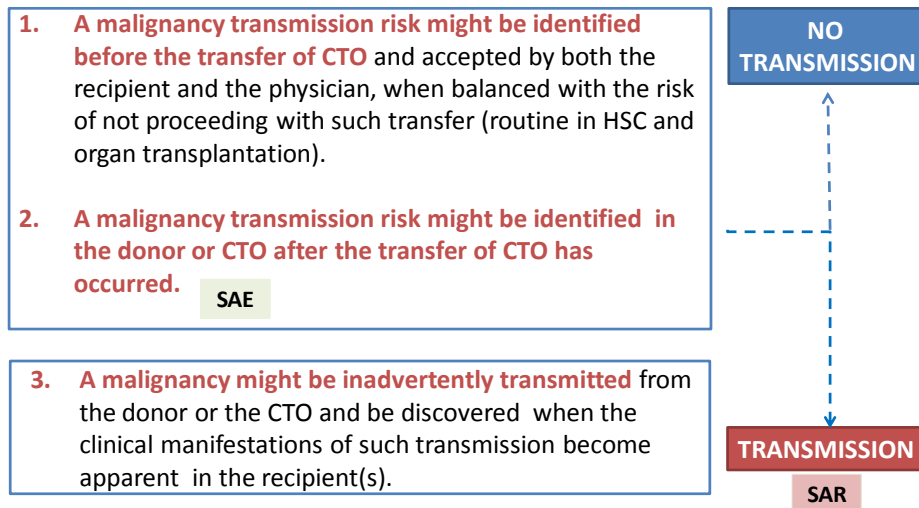 1. A malignancy transmission risk might be identified
before the transfer of CTO and accepted by both the
recipient and the physician, when balanced with the risk
of not proceeding with such transfer (routine in HSC and
organ transplantation).
2. A malignancy transmission risk might be identified in
the donor or CTO after the transfer of CTO has
occurred.
SAE
NO
TRANSMISSION
3. A malignancy might be inadvertently transmitted from
the donor or the CTO and be discovered when the
clinical manifestations of such transmission become
apparent in the recipient(s).
TRANSMISSION
SAR